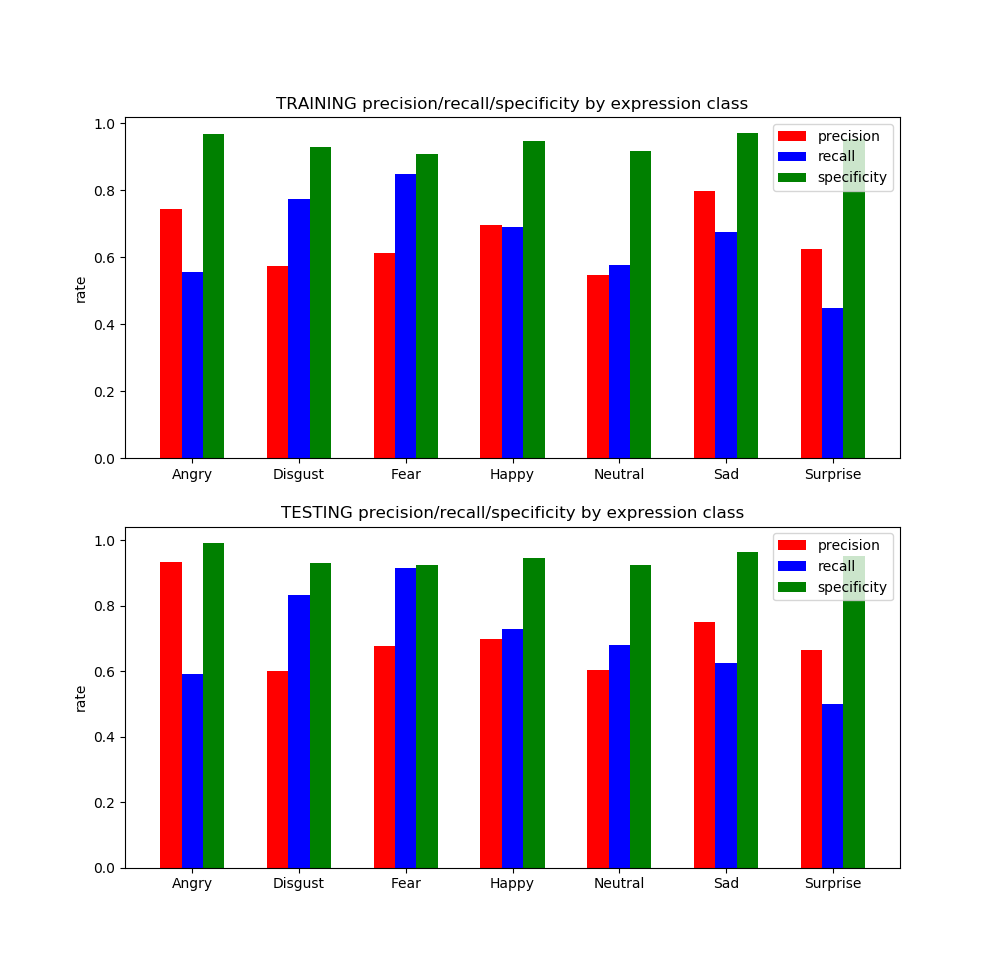 TRAINING precision/recall/specificity by expression class
1.0
0.8
0.6
0.4
0.2
0.0
rate
precision
recall
specificity
Angry Disgust Fear Happy Neutral Sad Surprise
TESTING precision/recall/specificity by expression class
1.0
0.8
0.6
0.4
0.2
0.0
rate
precision
recall
specificity
Angry Disgust Fear Happy Neutral Sad Surprise